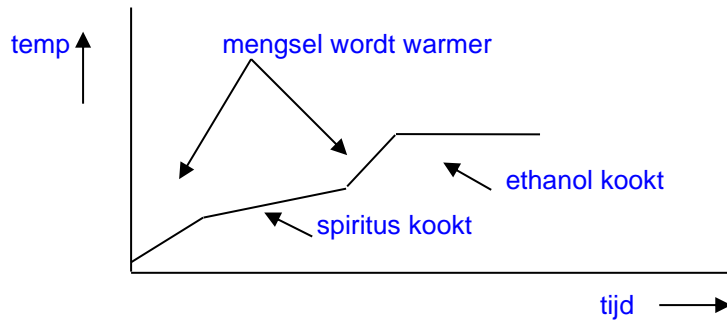 temp
mengsel wordt warmer
ethanol kookt
spiritus kookt
tijd